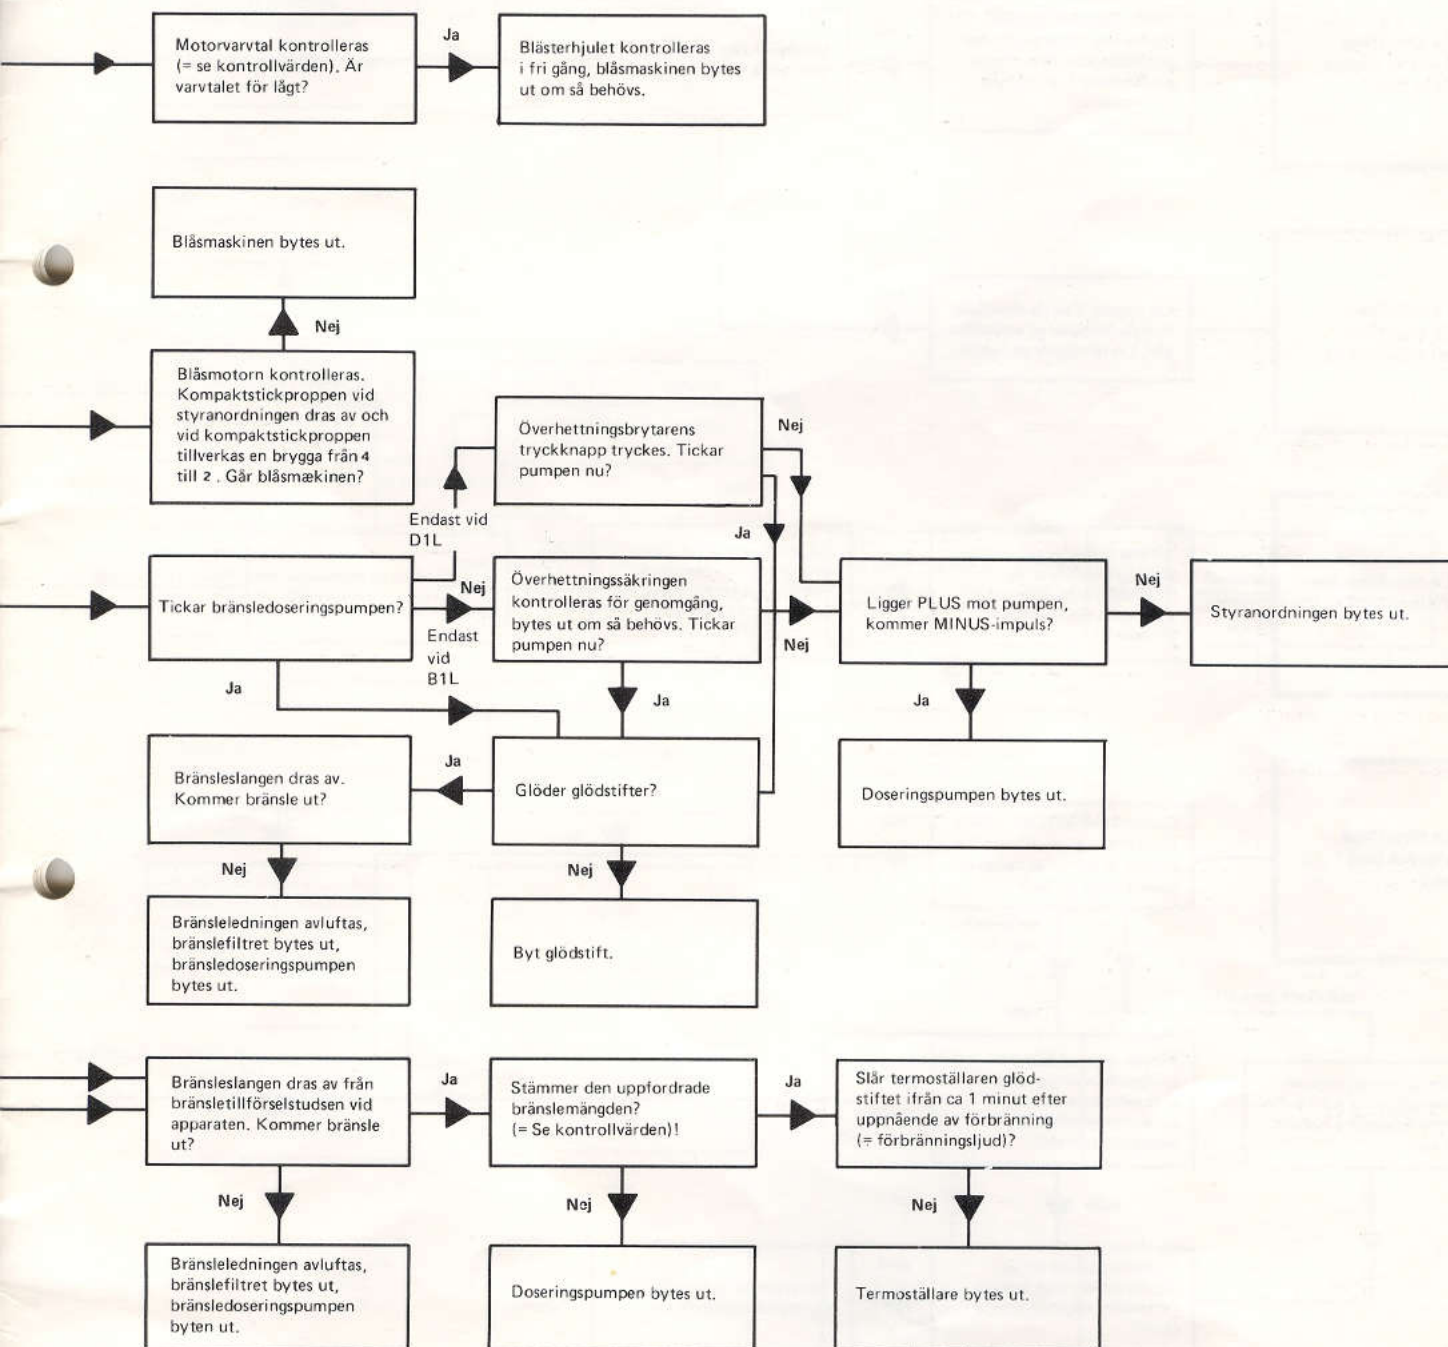 Motorvarvtal kontrolleras
(= se kontrollvärden). Är
varvtalet för lågt?
Ja
Blästerhjulet kontrolleras
i fri gång, blåsmaskinen bytes
ut om så behövs.
Blåsmaskinen bytes ut.
Nej
Blåsmotorn kontrolleras.
Kompaktstickproppen vid
styranordningen dras av och
vid kompaktstickproppen
tillverkas en brygga från 4
till 2 . Går blåsmækinen?
Överhettningsbrytarens
tryckknapp tryckes. Tickar
pumpen nu?
Nej
Ja
Endast vid
D1L
Tickar bränsledoseringspumpen?
Nej
Endast
vid
B1L
Överhettningssäkringen
kontrolleras för genomgång,
bytes ut om så behövs. Tickar
pumpen nu?
Nej
Ligger PLUS mot pumpen,
kommer MINUS-impuls?
Nej
Styranordningen bytes ut.
Ja
Ja
Ja
Bränsleslangen dras av.
Kommer bränsle ut?
Ja
Glöder glödstifter?
Doseringspumpen bytes ut.
Nej
Nej
Bränsleledningen avluftas,
bränslefiltret bytes ut,
bränsledoseringspumpen
bytes ut.
Byt glödstift.
Bränsleslangen dras av från
bränsletillförselstudsen vid
apparaten. Kommer bränsle
ut?
Ja
Stämmer den uppfordrade
bränslemängden?
(= Se kontrollvärden)!
Ja
Slår termoställaren glöd-
stiftet ifrån ca 1 minut efter
uppnående av förbränning
(= förbränningsljud)?
Nej
Nej
Nej
Bränsleledningen avluftas,
bränslefiltret bytes ut,
bränsledoseringspumpen
byten ut.
Doseringspumpen bytes ut.
Termoställare bytes ut.